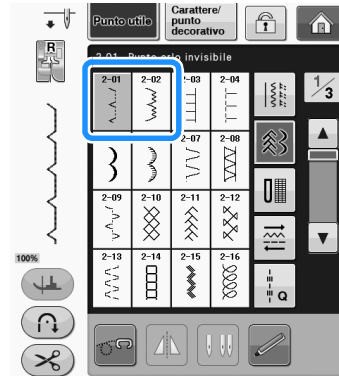 Punto utile
Carattere/
punto
decorativo
R
2-01 Punto orlo invisibile
1/3
2-01 2-02 2-03 2-04
2-07 2-08
2-09 2-10 2-11 2-12
2-13 2-14 2-15 2-16
100%
Q